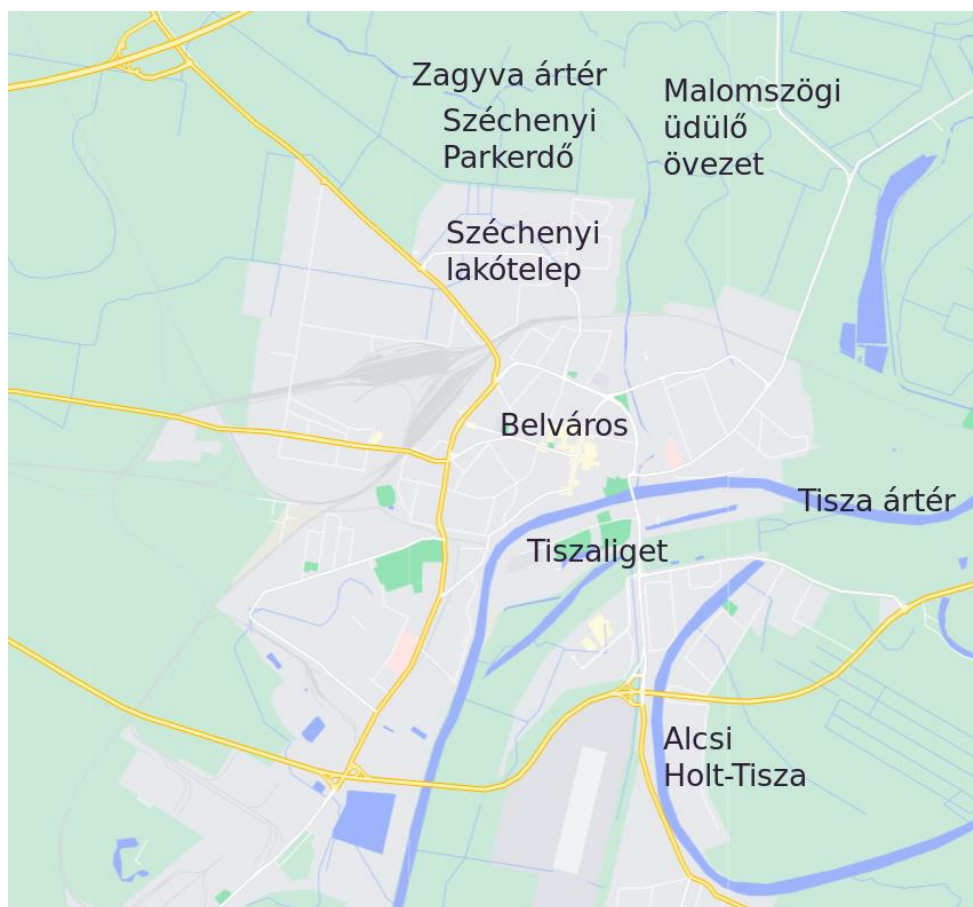 Zagyva ártér
Széchenyi
Parkerdő
Malomszögi
üdülő
övezet
Széchenyi
lakótelep
Belváros
Tisza ártér
Tiszaliget
Alcsi
Holt-Tisza